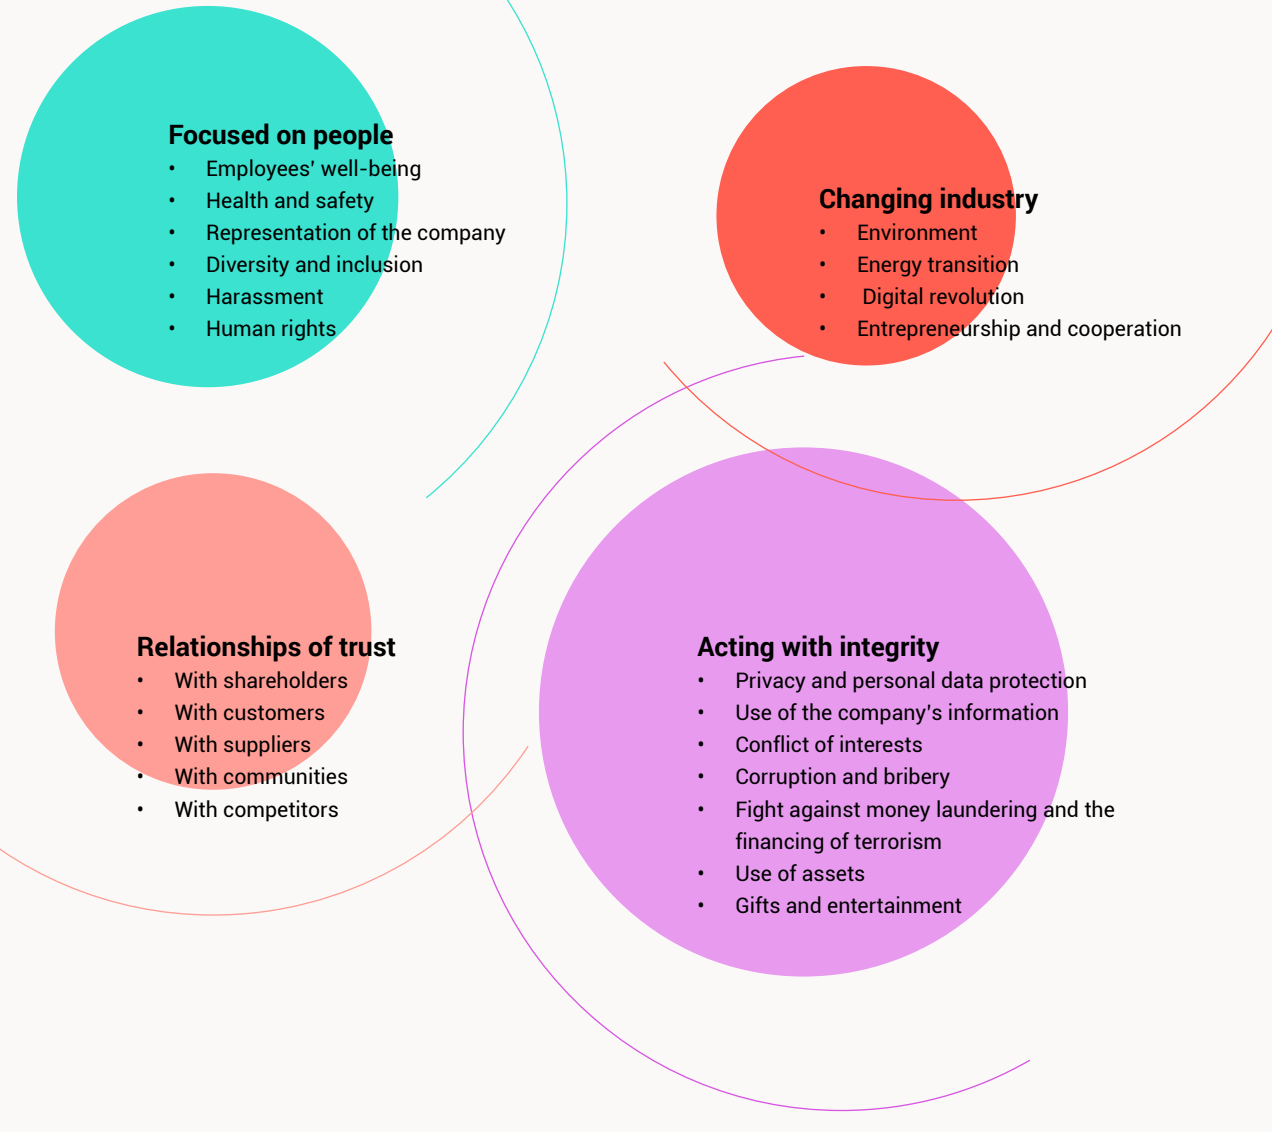 Focused on people
• Employees' well-being
• Health and safety
• Representation of the company
• Diversity and inclusion
• Harassment
• Human rights
Changing industry
• Environment
• Energy transition
• Digital revolution
• Entrepreneurship and cooperation
Relationships of trust
• With shareholders
• With customers
• With suppliers
• With communities
• With competitors
Acting with integrity
• Privacy and personal data protection
• Use of the company's information
• Conflict of interests
• Corruption and bribery
• Fight against money laundering and the
financing of terrorism
• Use of assets
• Gifts and entertainment